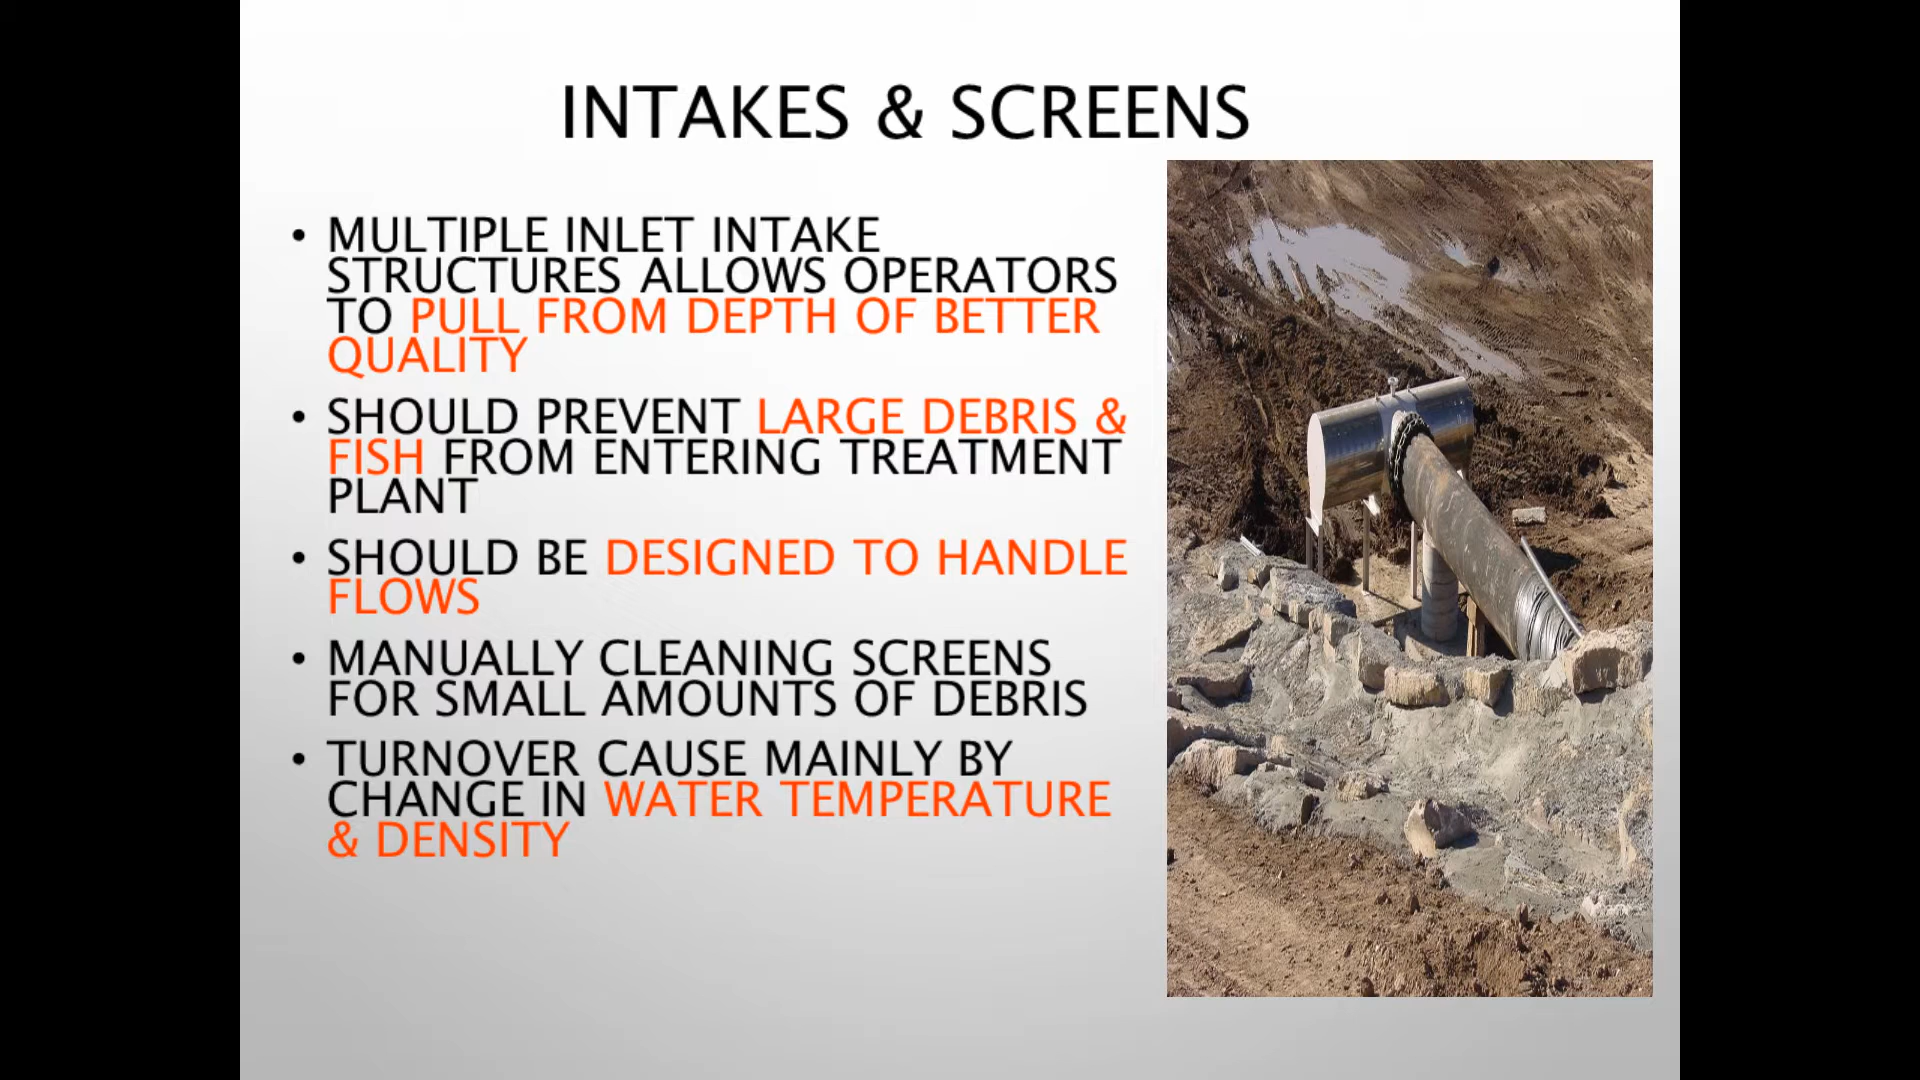 INTAKES & SCREENS
• MULTIPLE INLET INTAKE
STRUCTURES ALLOWS OPERATORS
TO PULL FROM DEPTH OF BETTER
QUALITY
• SHOULD PREVENT LARGE DEBRIS &
FISH FROM ENTERING TREATMENT
PLANT
• SHOULD BE DESIGNED TO HANDLE
FLOWS
• MANUALLY CLEANING SCREENS
FOR SMALL AMOUNTS OF DEBRIS
• TURNOVER CAUSE MAINLY BY
CHANGE IN WATER TEMPERATURE
& DENSITY